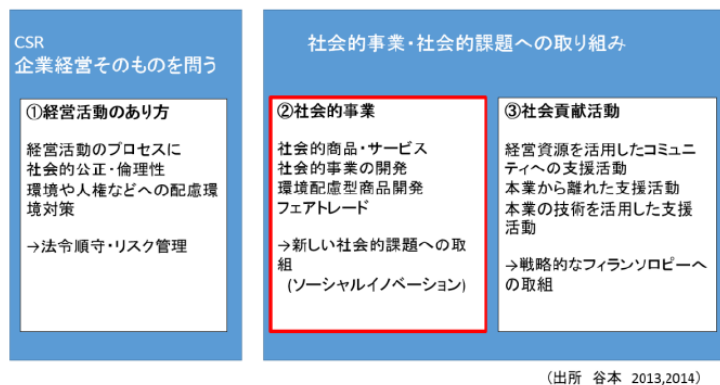 CSR
企業経営そのものを問う
社会的事業・社会的課題への取り組み
①経営活動のあり方
経営活動のプロセスに
社会的公正・倫理性
環境や人権などへの配慮環
境対策
→法令順守・リスク管理
②社会的事業
社会的商品・サービス
社会的事業の開発
環境配慮型商品開発
フェアトレード
→新しい社会的課題への取
組
(ソーシャルイノベーション)
③社会貢献活動
経営資源を活用したコミュニ
ティへの支援活動
本業から離れた支援活動
本業の技術を活用した支援
活動
→戦略的なフィランソロピーへ
の取組
(出所 谷本 2013,2014)